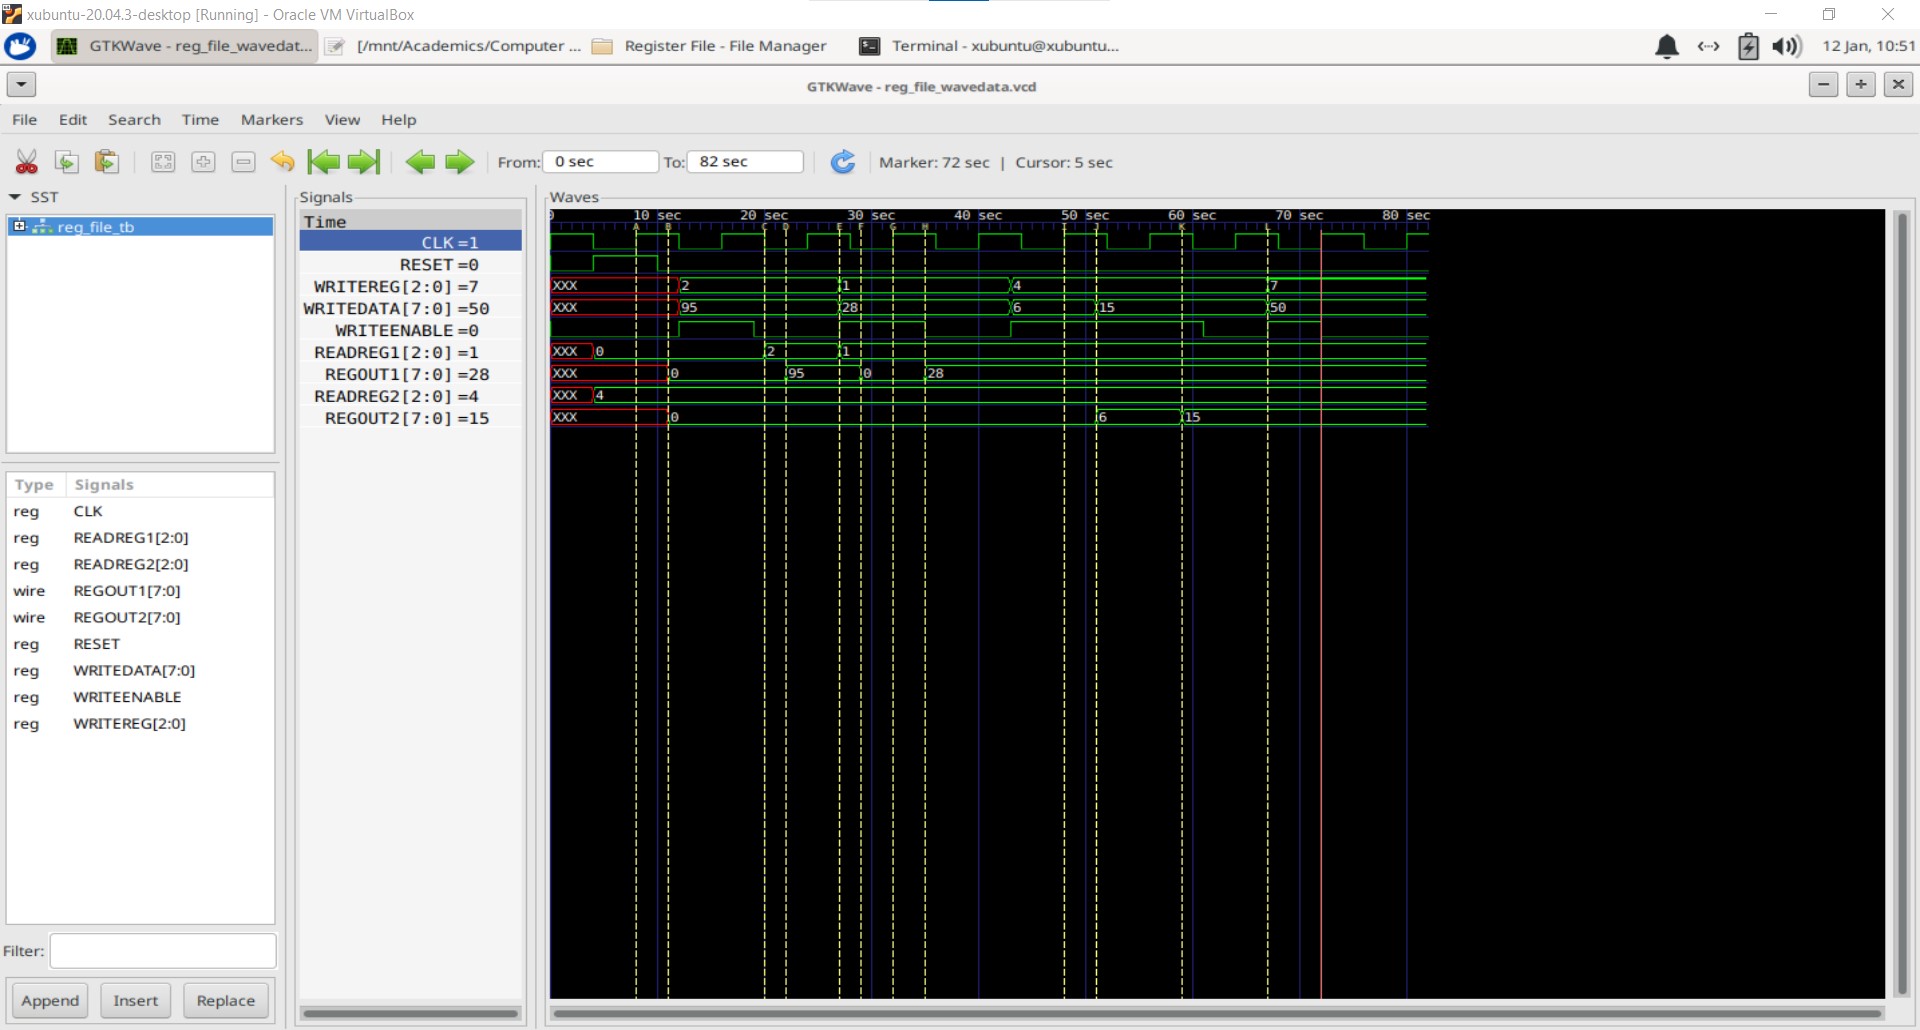 xubuntu-20.04.3-desktop [Running] - Oracle VM VirtualBox
GTKWave - reg_file_wavedat... [/mnt/Academics/Computer ... Register File - File Manager Terminal - xubuntu@xubuntu... 12 Jan, 10:51
GTKWave - reg_file_wavedata.vcd
File Edit Search Time Markers View Help
From: 0 sec To: 82 sec Marker: 72 sec | Cursor: 5 sec
SST
reg_file_tb
Type Signals
reg CLK
reg READREG1[2:0]
reg READREG2[2:0]
wire REGOUT1[7:0]
wire REGOUT2[7:0]
reg RESET
reg WRITEDATA[7:0]
reg WRITEENABLE
reg WRITEREG[2:0]
Filter:
Append Insert Replace
Signals
Time
CLK =1
RESET =0
WRITEREG[2:0] =7
WRITEDATA[7:0] =50
WRITEENABLE =0
READREG1[2:0] =1
REGOUT1[7:0] =28
READREG2[2:0] =4
REGOUT2[7:0] =15
Waves
0 10 sec 20 sec 30 sec 40 sec 50 sec 60 sec 70 sec 80 sec
A B C D E F G H I J K L
XXX 2 1 4 7
XXX 95 28 6 15 50
XXX 0 2 1
XXX 0 95 0 28
XXX 4
XXX 0 6 15